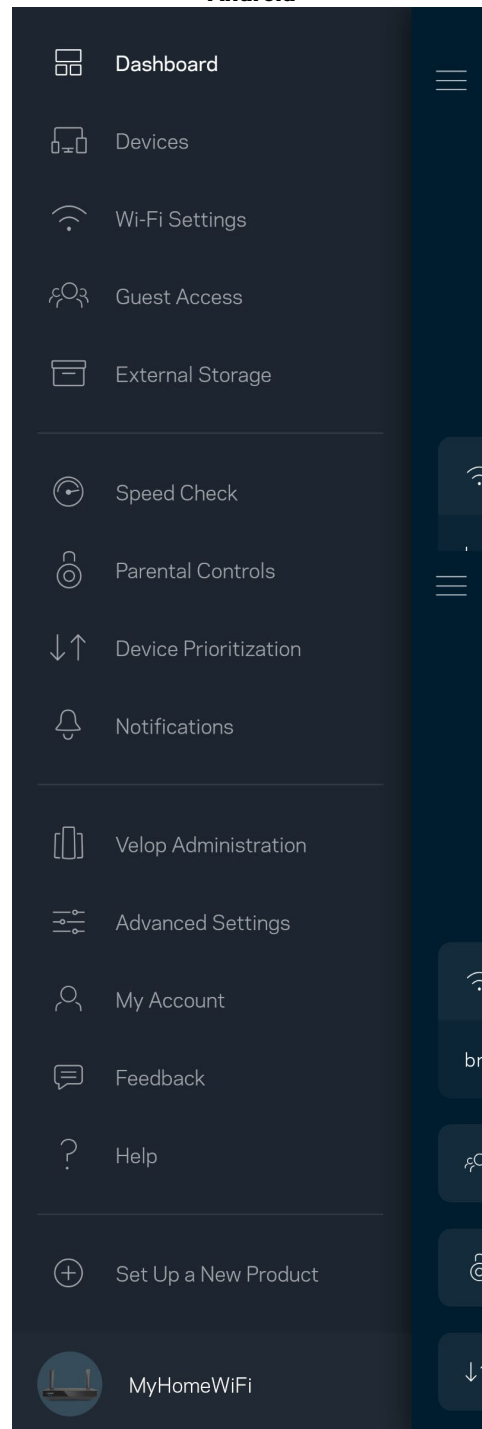 Dashboard
Devices
Wi-Fi Settings
Guest Access
External Storage
Speed Check
Parental Controls
Device Prioritization
Notifications
Velop Administration
Advanced Settings
My Account
br
Feedback
Help
Set Up a New Product
MyHomeWiFi